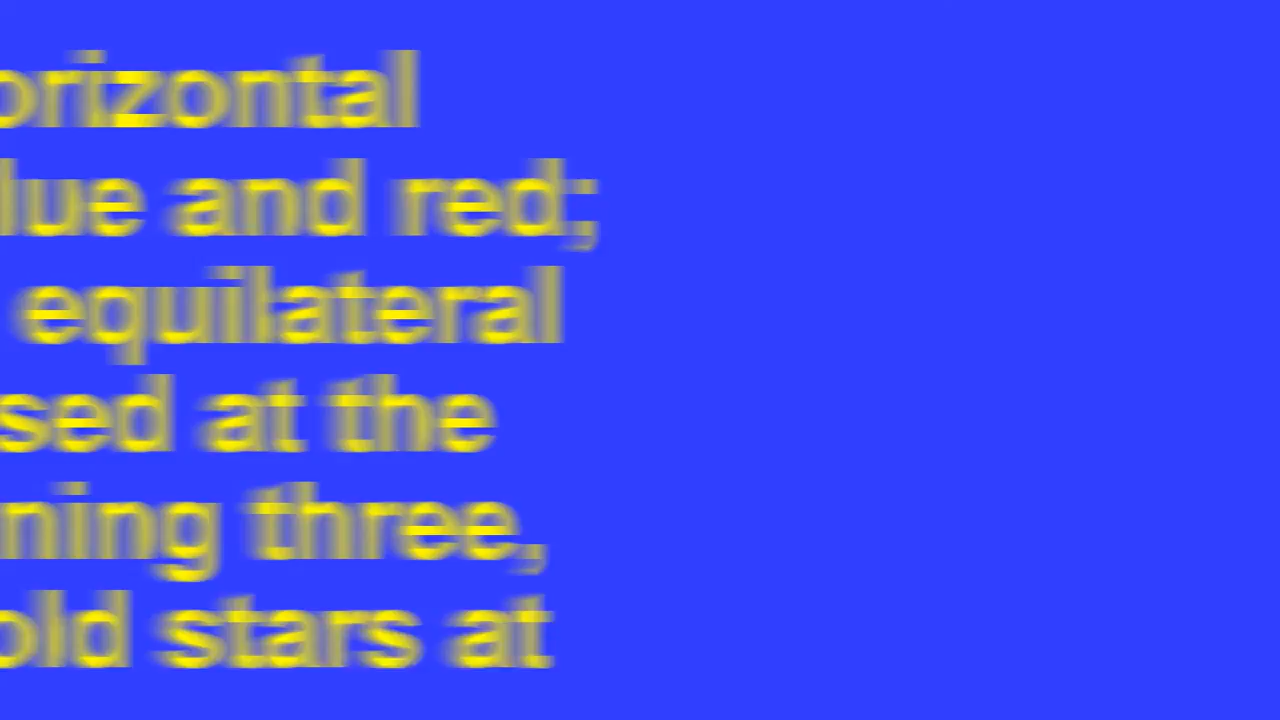 orizontal
lue and red;
equilateral
sed at the
ning three,
old stars at